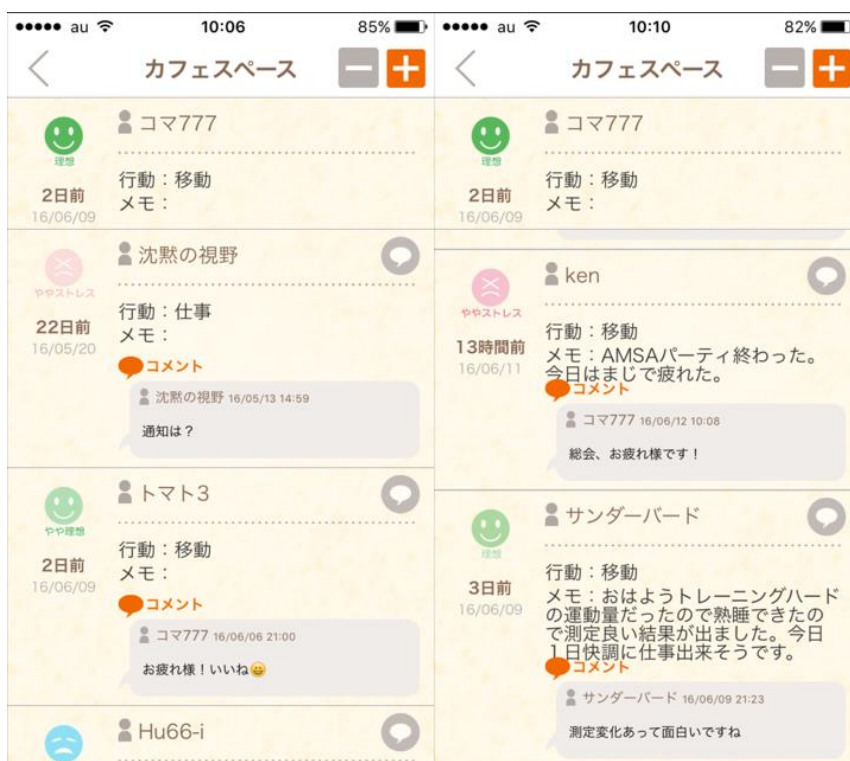 au 10:06 85%
カフェスペース
コマ777
理想
2日前
16/06/09
行動：移動
メモ：
沈黙の視野
ややストレス
22日前
16/05/20
行動：仕事
メモ：
コメント
沈黙の視野 16/05/13 14:59
通知は？
トマト3
やや理想
2日前
16/06/09
行動：移動
メモ：
コメント
コマ777 16/06/06 21:00
お疲れ様！いいね😄
Hu66-i
au 10:10 82%
カフェスペース
コマ777
理想
2日前
16/06/09
行動：移動
メモ：
ken
ややストレス
13時間前
16/06/11
行動：移動
メモ：AMSAパーティ終わった。
今日はまじで疲れた。
コメント
コマ777 16/06/12 10:08
総会、お疲れ様です！
サンダーバード
理想
3日前
16/06/09
行動：移動
メモ：おはようトレーニングハード
の運動量だったので熟睡できたの
で測定良い結果が出ました。今日
１日快調に仕事出来そうです。
コメント
サンダーバード 16/06/09 21:23
測定変化あって面白いですね